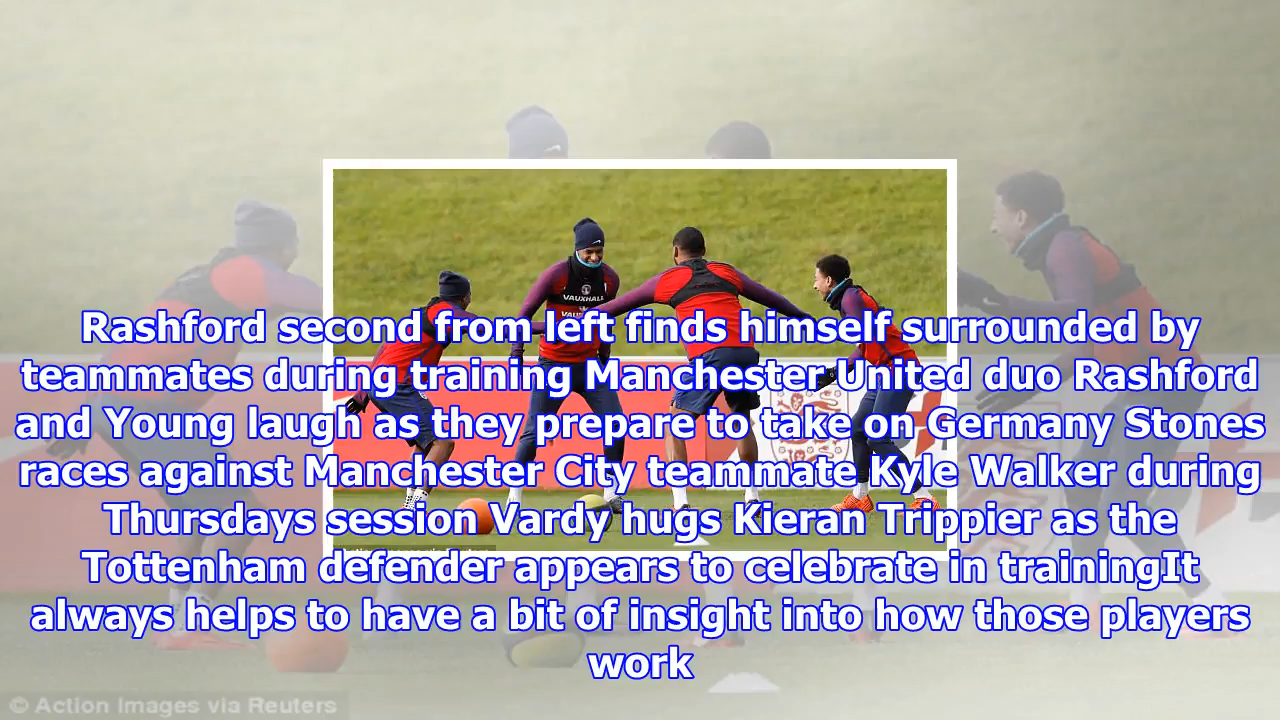 VAUXHALL
Rashford second from left finds himself surrounded by
teammates during training Manchester United duo Rashford
and Young laugh as they prepare to take on Germany Stones
races against Manchester City teammate Kyle Walker during
Thursdays session Vardy hugs Kieran Trippier as the
Tottenham defender appears to celebrate in trainingIt
always helps to have a bit of insight into how those players
work
© Action Images via Reuters